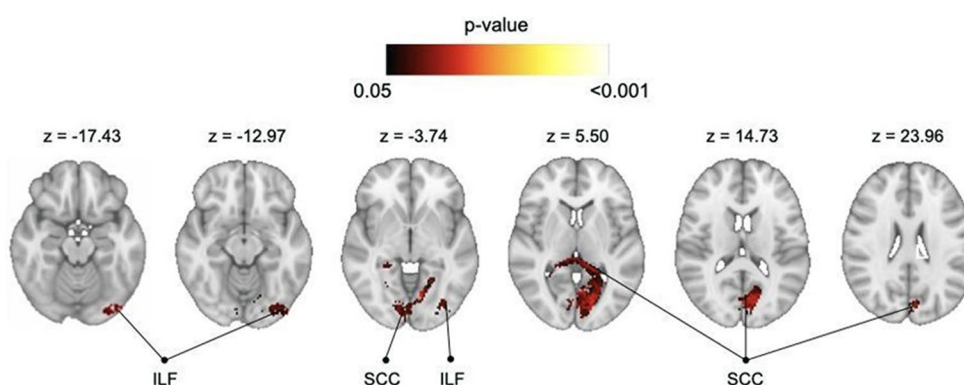 p-value
0.05 <0.001
z = -17.43 z = -12.97 z = -3.74 z = 5.50 z = 14.73 z = 23.96
ILF SCC ILF SCC